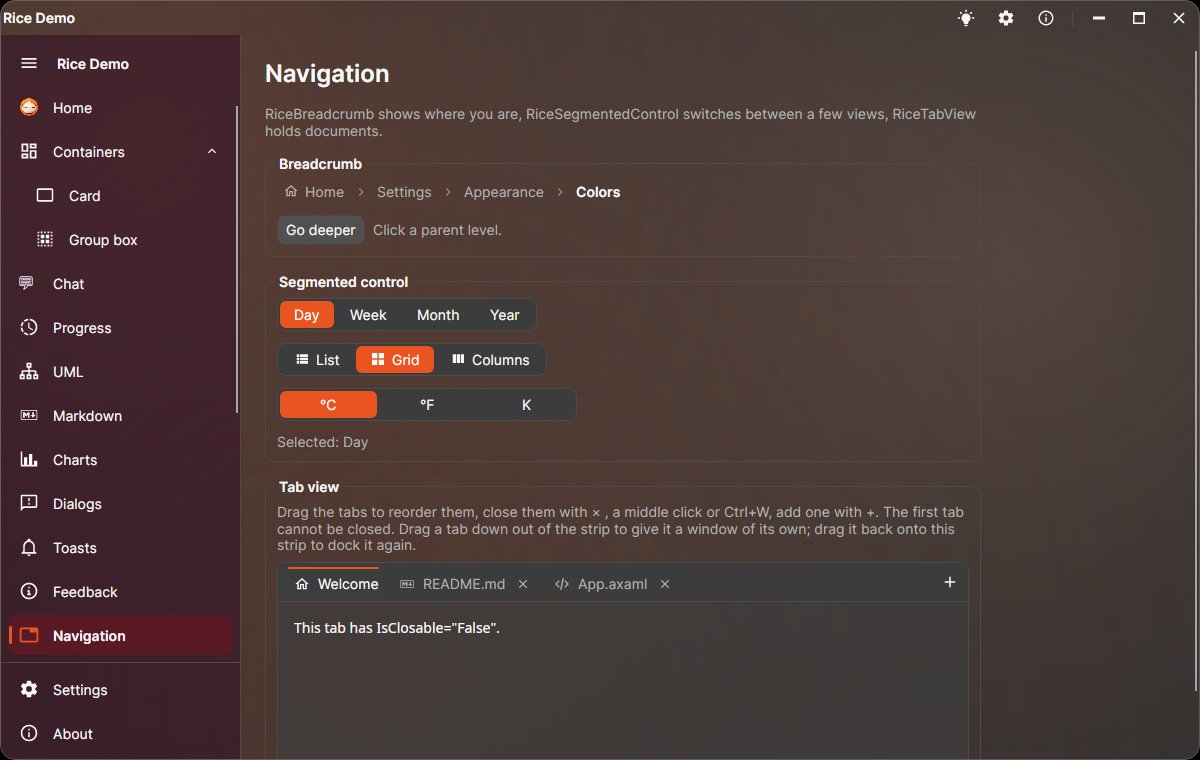 Rice Demo
Rice Demo
Home
Containers
Card
Group box
Chat
Progress
UML
Markdown
Charts
Dialogs
Toasts
Feedback
Navigation
Settings
About
Navigation
RiceBreadcrumb shows where you are, RiceSegmentedControl switches between a few views, RiceTabView
holds documents.
Breadcrumb
Home > Settings > Appearance > Colors
Go deeper Click a parent level.
Segmented control
Day Week Month Year
List Grid Columns
°C °F K
Selected: Day
Tab view
Drag the tabs to reorder them, close them with × , a middle click or Ctrl+W, add one with +. The first tab
cannot be closed. Drag a tab down out of the strip to give it a window of its own; drag it back onto this
strip to dock it again.
Welcome README.md App.axaml
This tab has IsClosable="False".